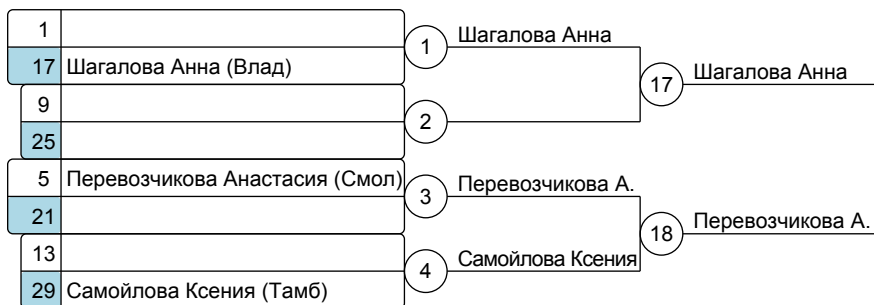 1
17 Шагалова Анна (Влад)
1 Шагалова Анна
9
25
2
17 Шагалова Анна
5 Перевозчикова Анастасия (Смол)
21
3 Перевозчикова А.
13
29 Самойлова Ксения (Тамб)
4 Самойлова Ксения
18 Перевозчикова А.